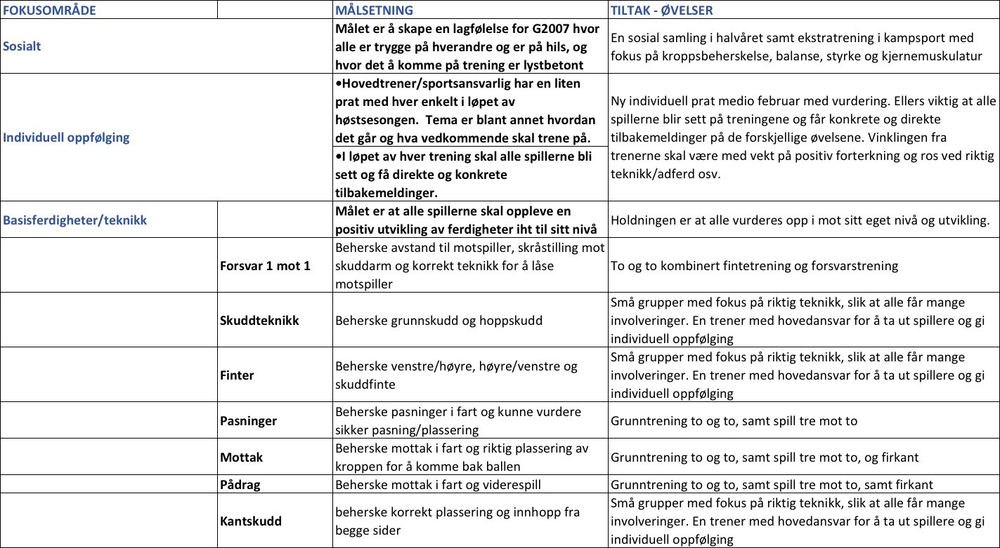 FOKUSOMRÅDE MÅLSETNING TILTAK - ØVELSER
Sosialt
Målet er å skape en lagfølelse for G2007 hvor
alle er trygge på hverandre og er på hils, og
hvor det å komme på trening er lystbetont
En sosial samling i halvåret samt ekstratrening i kampsport med
fokus på kroppsbeherskelse, balanse, styrke og kjernemuskulatur
Individuell oppfølging
•Hovedtrener/sportsansvarlig har en liten
prat med hver enkelt i løpet av
høstsesongen.  Tema er blant annet hvordan
det går og hva vedkommende skal trene på.
•I løpet av hver trening skal alle spillerne bli
sett og få direkte og konkrete
tilbakemeldinger.
Ny individuell prat medio februar med vurdering. Ellers viktig at alle
spillerne blir sett på treningene og får konkrete og direkte
tilbakemeldinger på de forskjellige øvelsene. Vinklingen fra
trenerne skal være med vekt på positiv forterkning og ros ved riktig
teknikk/adferd osv.
Basisferdigheter/teknikk
Målet er at alle spillerne skal oppleve en
positiv utvikling av ferdigheter iht til sitt nivå
Holdningen er at alle vurderes opp i mot sitt eget nivå og utvikling.
Forsvar 1 mot 1
Beherske avstand til motspiller, skråstilling mot
skuddarm og korrekt teknikk for å låse
motspiller
To og to kombinert fintetrening og forsvarstrening
Skuddteknikk
Beherske grunnskudd og hoppskudd
Små grupper med fokus på riktig teknikk, slik at alle får mange
involveringer. En trener med hovedansvar for å ta ut spillere og gi
individuell oppfølging
Finter
Beherske venstre/høyre, høyre/venstre og
skuddfinte
Små grupper med fokus på riktig teknikk, slik at alle får mange
involveringer. En trener med hovedansvar for å ta ut spillere og gi
individuell oppfølging
Pasninger
Beherske pasninger i fart og kunne vurdere
sikker pasning/plassering
Grunntrening to og to, samt spill tre mot to
Mottak
Beherske mottak i fart og riktig plassering av
kroppen for å komme bak ballen
Grunntrening to og to, samt spill tre mot to, og firkant
Pådrag
Beherske mottak i fart og viderespill
Grunntrening to og to, samt spill tre mot to, samt firkant
Kantskudd
beherske korrekt plassering og innhopp fra
begge sider
Små grupper med fokus på riktig teknikk, slik at alle får mange
involveringer. En trener med hovedansvar for å ta ut spillere og gi
individuell oppfølging